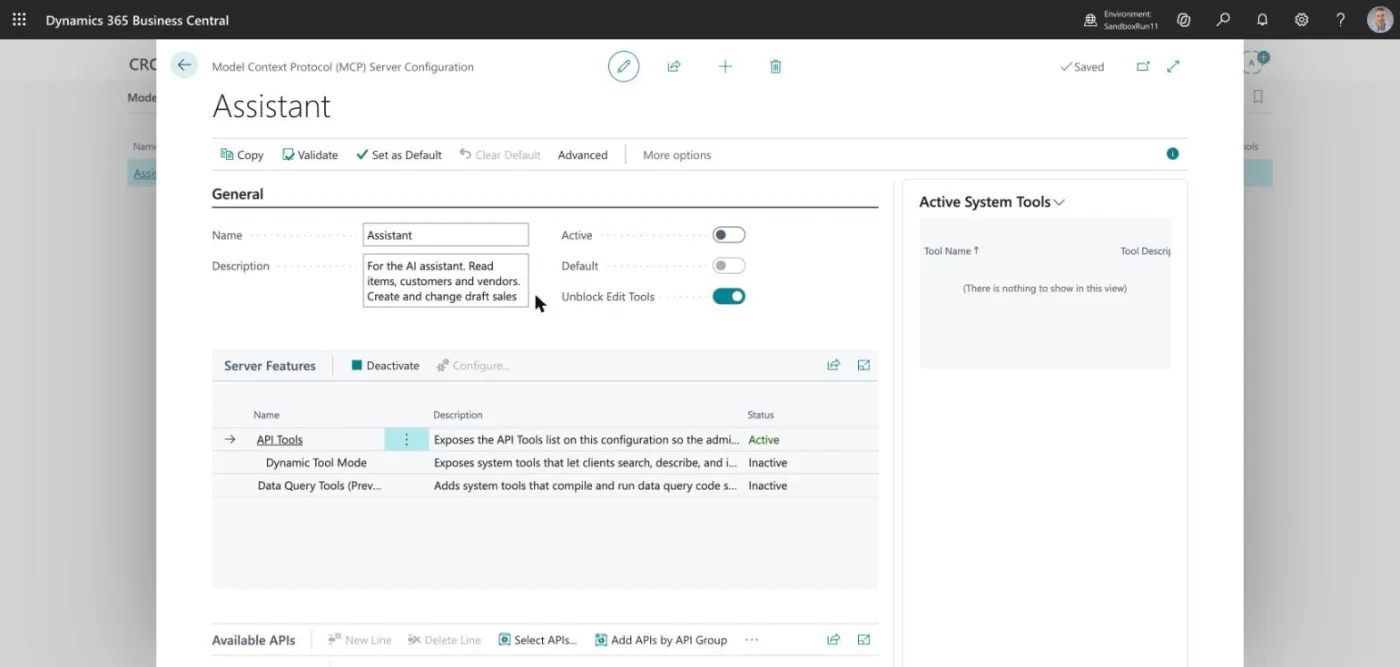 Dynamics 365 Business Central
Environment:
SandboxRun11
CRO
Model Context Protocol (MCP) Server Configuration
Saved
Mode
Assistant
Name
Assis
ools
Copy Validate Set as Default Clear Default Advanced More options
General
Name Assistant
Description For the AI assistant. Read
items, customers and vendors.
Create and change draft sales
Active
Default
Unblock Edit Tools
Active System Tools
Tool Name ↑ Tool Descrip
(There is nothing to show in this view)
Server Features Deactivate Configure...
Name Description Status
API Tools Exposes the API Tools list on this configuration so the admi... Active
Dynamic Tool Mode Exposes system tools that let clients search, describe, and i... Inactive
Data Query Tools (Prev... Adds system tools that compile and run data query code s... Inactive
Available APIs New Line Delete Line Select APIs... Add APIs by API Group ...